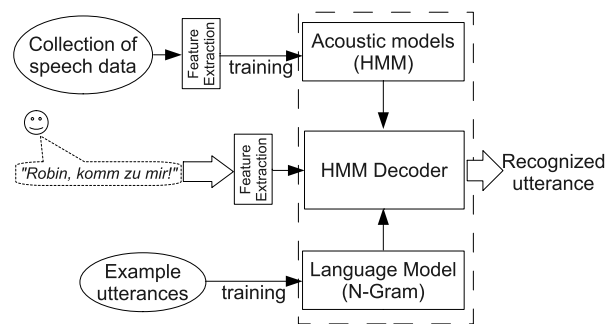 Collection of
speech data
Feature
Extraction
training
Acoustic models
(HMM)
"Robin, komm zu mir!"
Feature
Extraction
HMM Decoder
Recognized
utterance
Example
utterances
training
Language Model
(N-Gram)